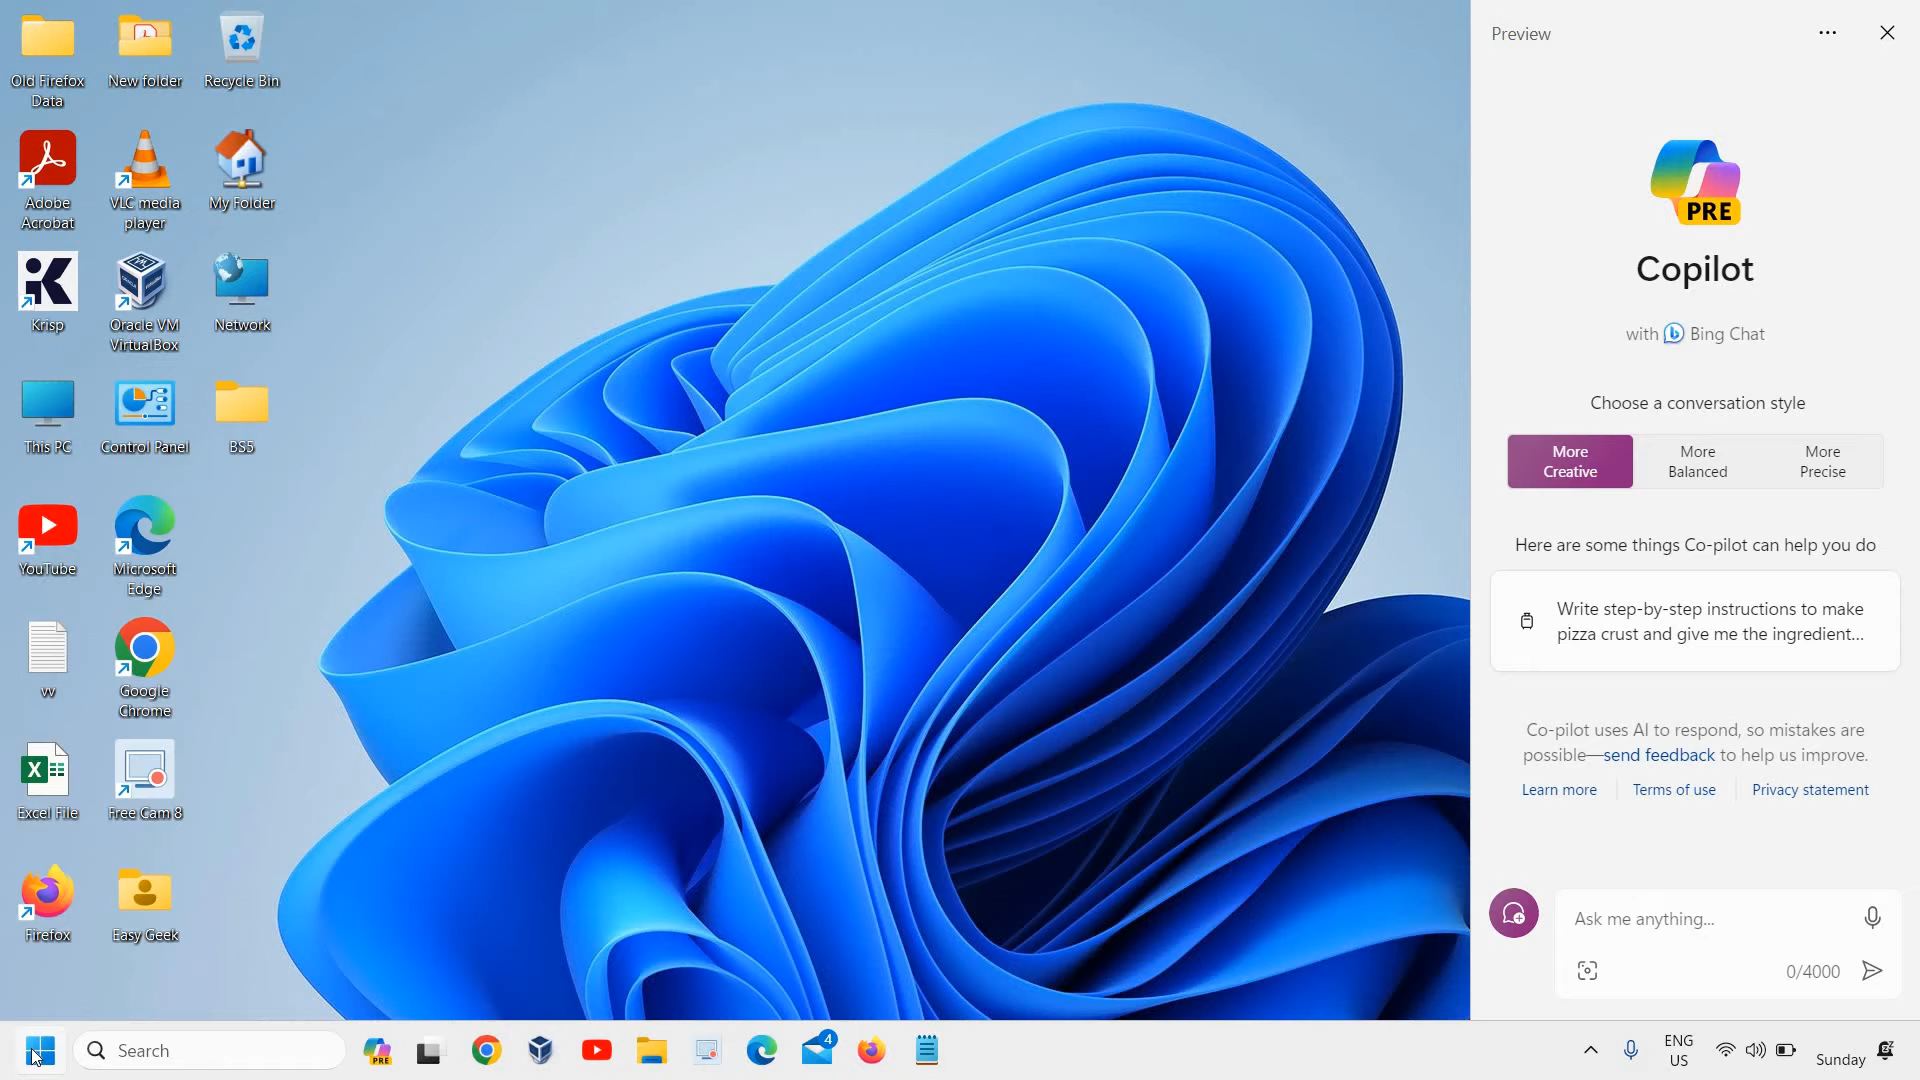 Old Firefox
Data
New folder
Recycle Bin
Adobe
Acrobat
VLC media
player
My Folder
Krisp
Oracle VM
VirtualBox
Network
This PC
Control Panel
BS5
YouTube
Microsoft
Edge
vv
Google
Chrome
Excel File
Free Cam 8
Firefox
Easy Geek
Preview
PRE
Copilot
with Bing Chat
Choose a conversation style
More
Creative
More
Balanced
More
Precise
Here are some things Co-pilot can help you do
Write step-by-step instructions to make
pizza crust and give me the ingredient...
Co-pilot uses AI to respond, so mistakes are
possible—send feedback to help us improve.
Learn more
Terms of use
Privacy statement
Ask me anything...
0/4000
Search
PRE
4
ENG
US
Sunday